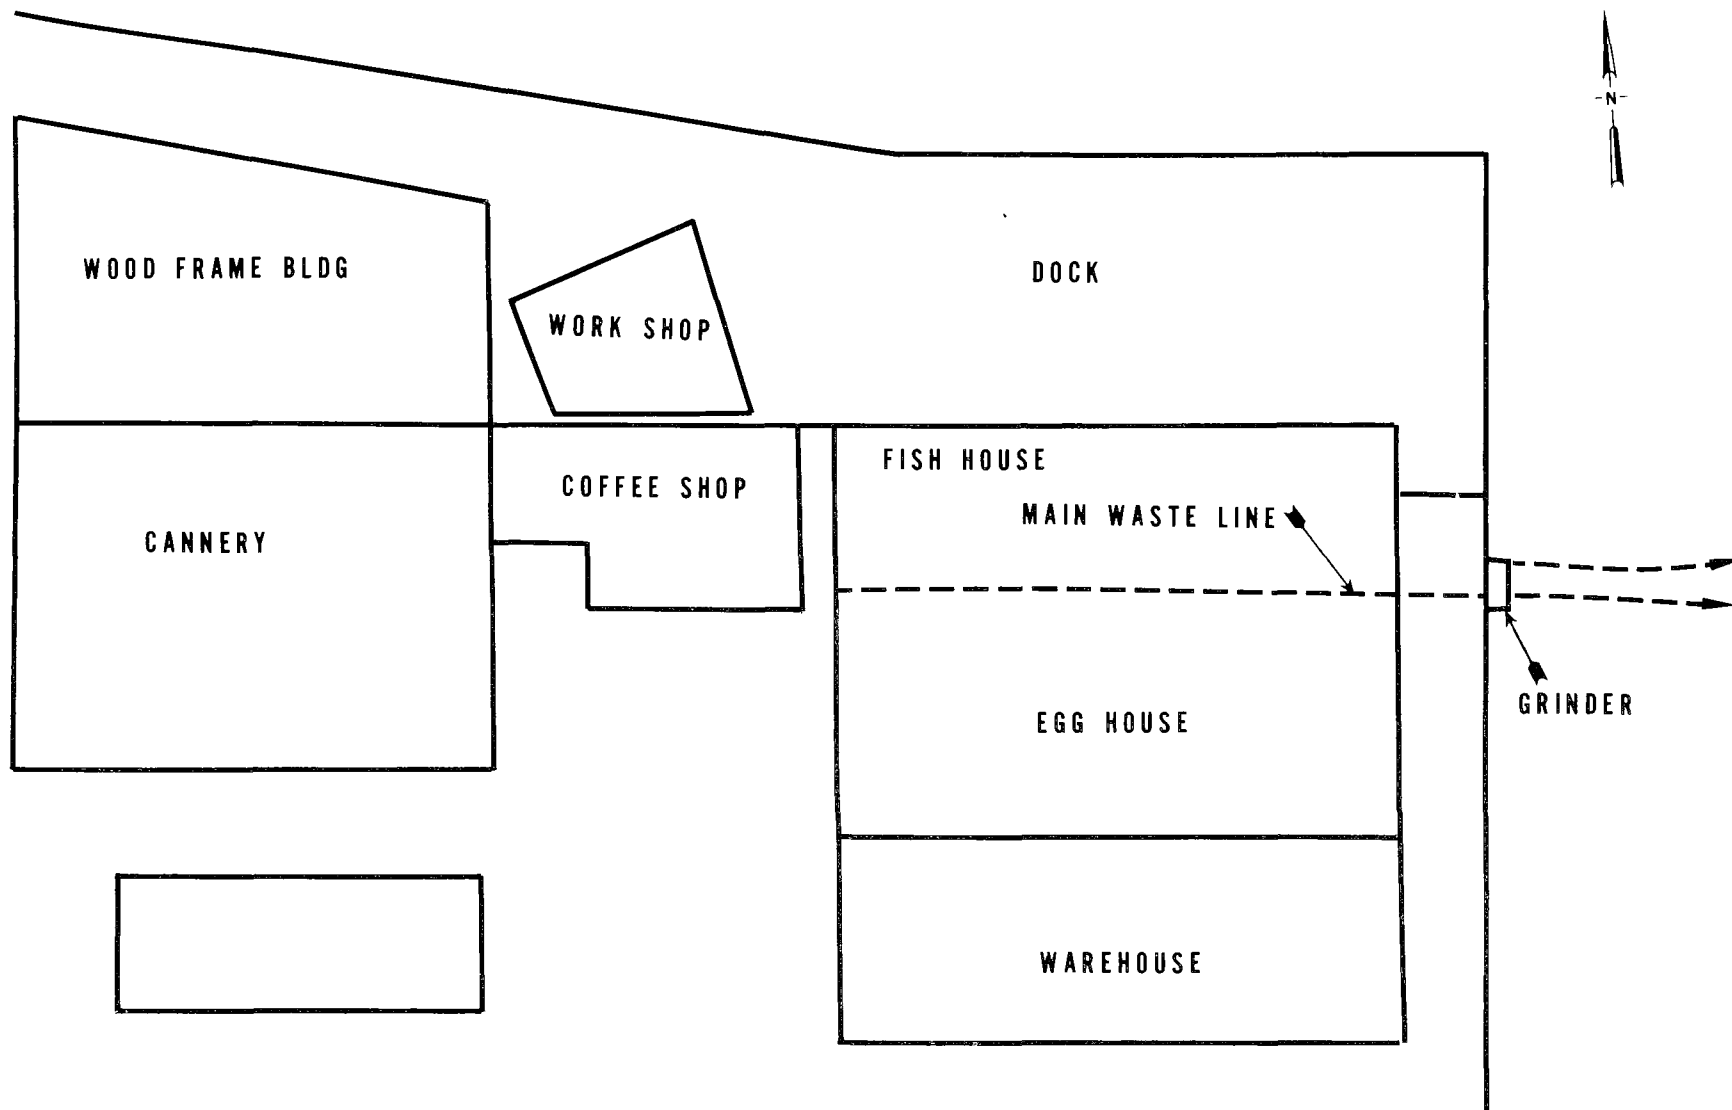 N
WOOD FRAME BLDG
DOCK
WORK SHOP
FISH HOUSE
COFFEE SHOP
MAIN WASTE LINE
CANNERY
GRINDER
EGG HOUSE
WAREHOUSE